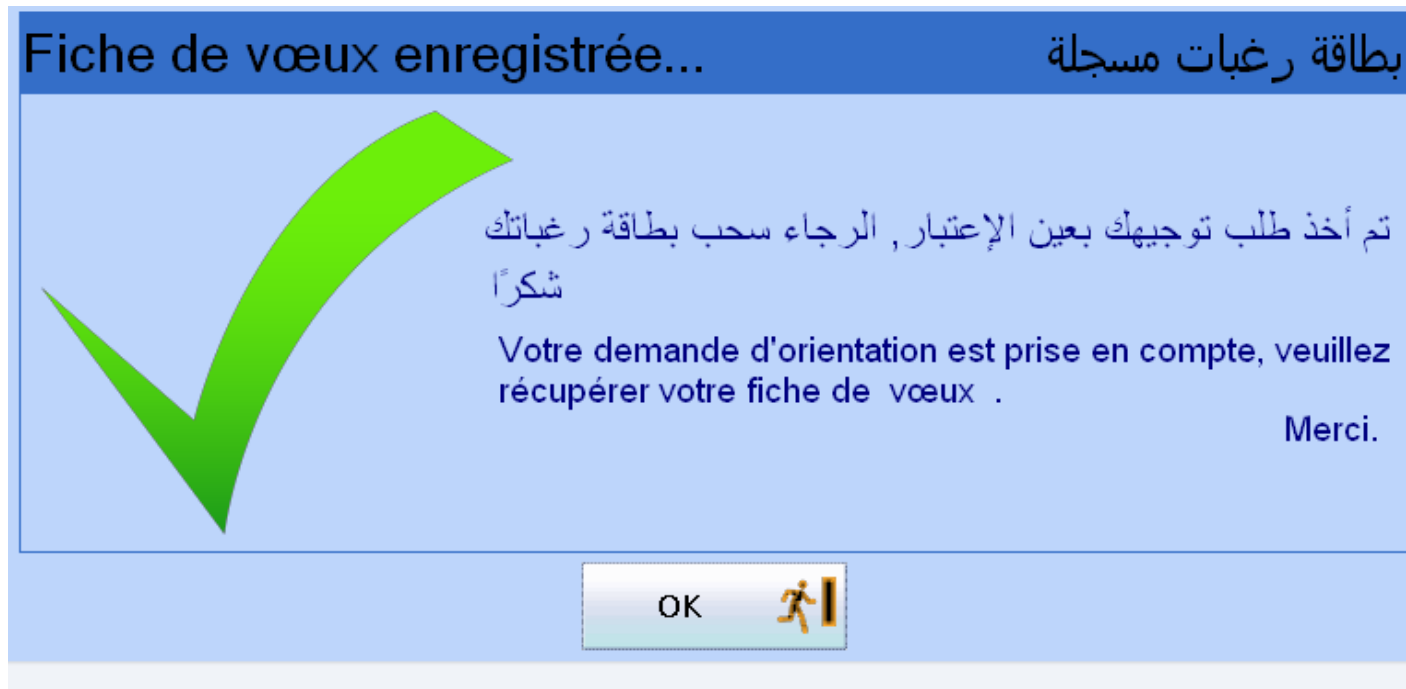 Fiche de vœux enregistrée...
بطاقة رغبات مسجلة
تم أخذ طلب توجيهك بعين الإعتبار, الرجاء سحب بطاقة رغباتك
شكرًا
Votre demande d'orientation est prise en compte, veuillez
récupérer votre fiche de vœux .
Merci.
OK